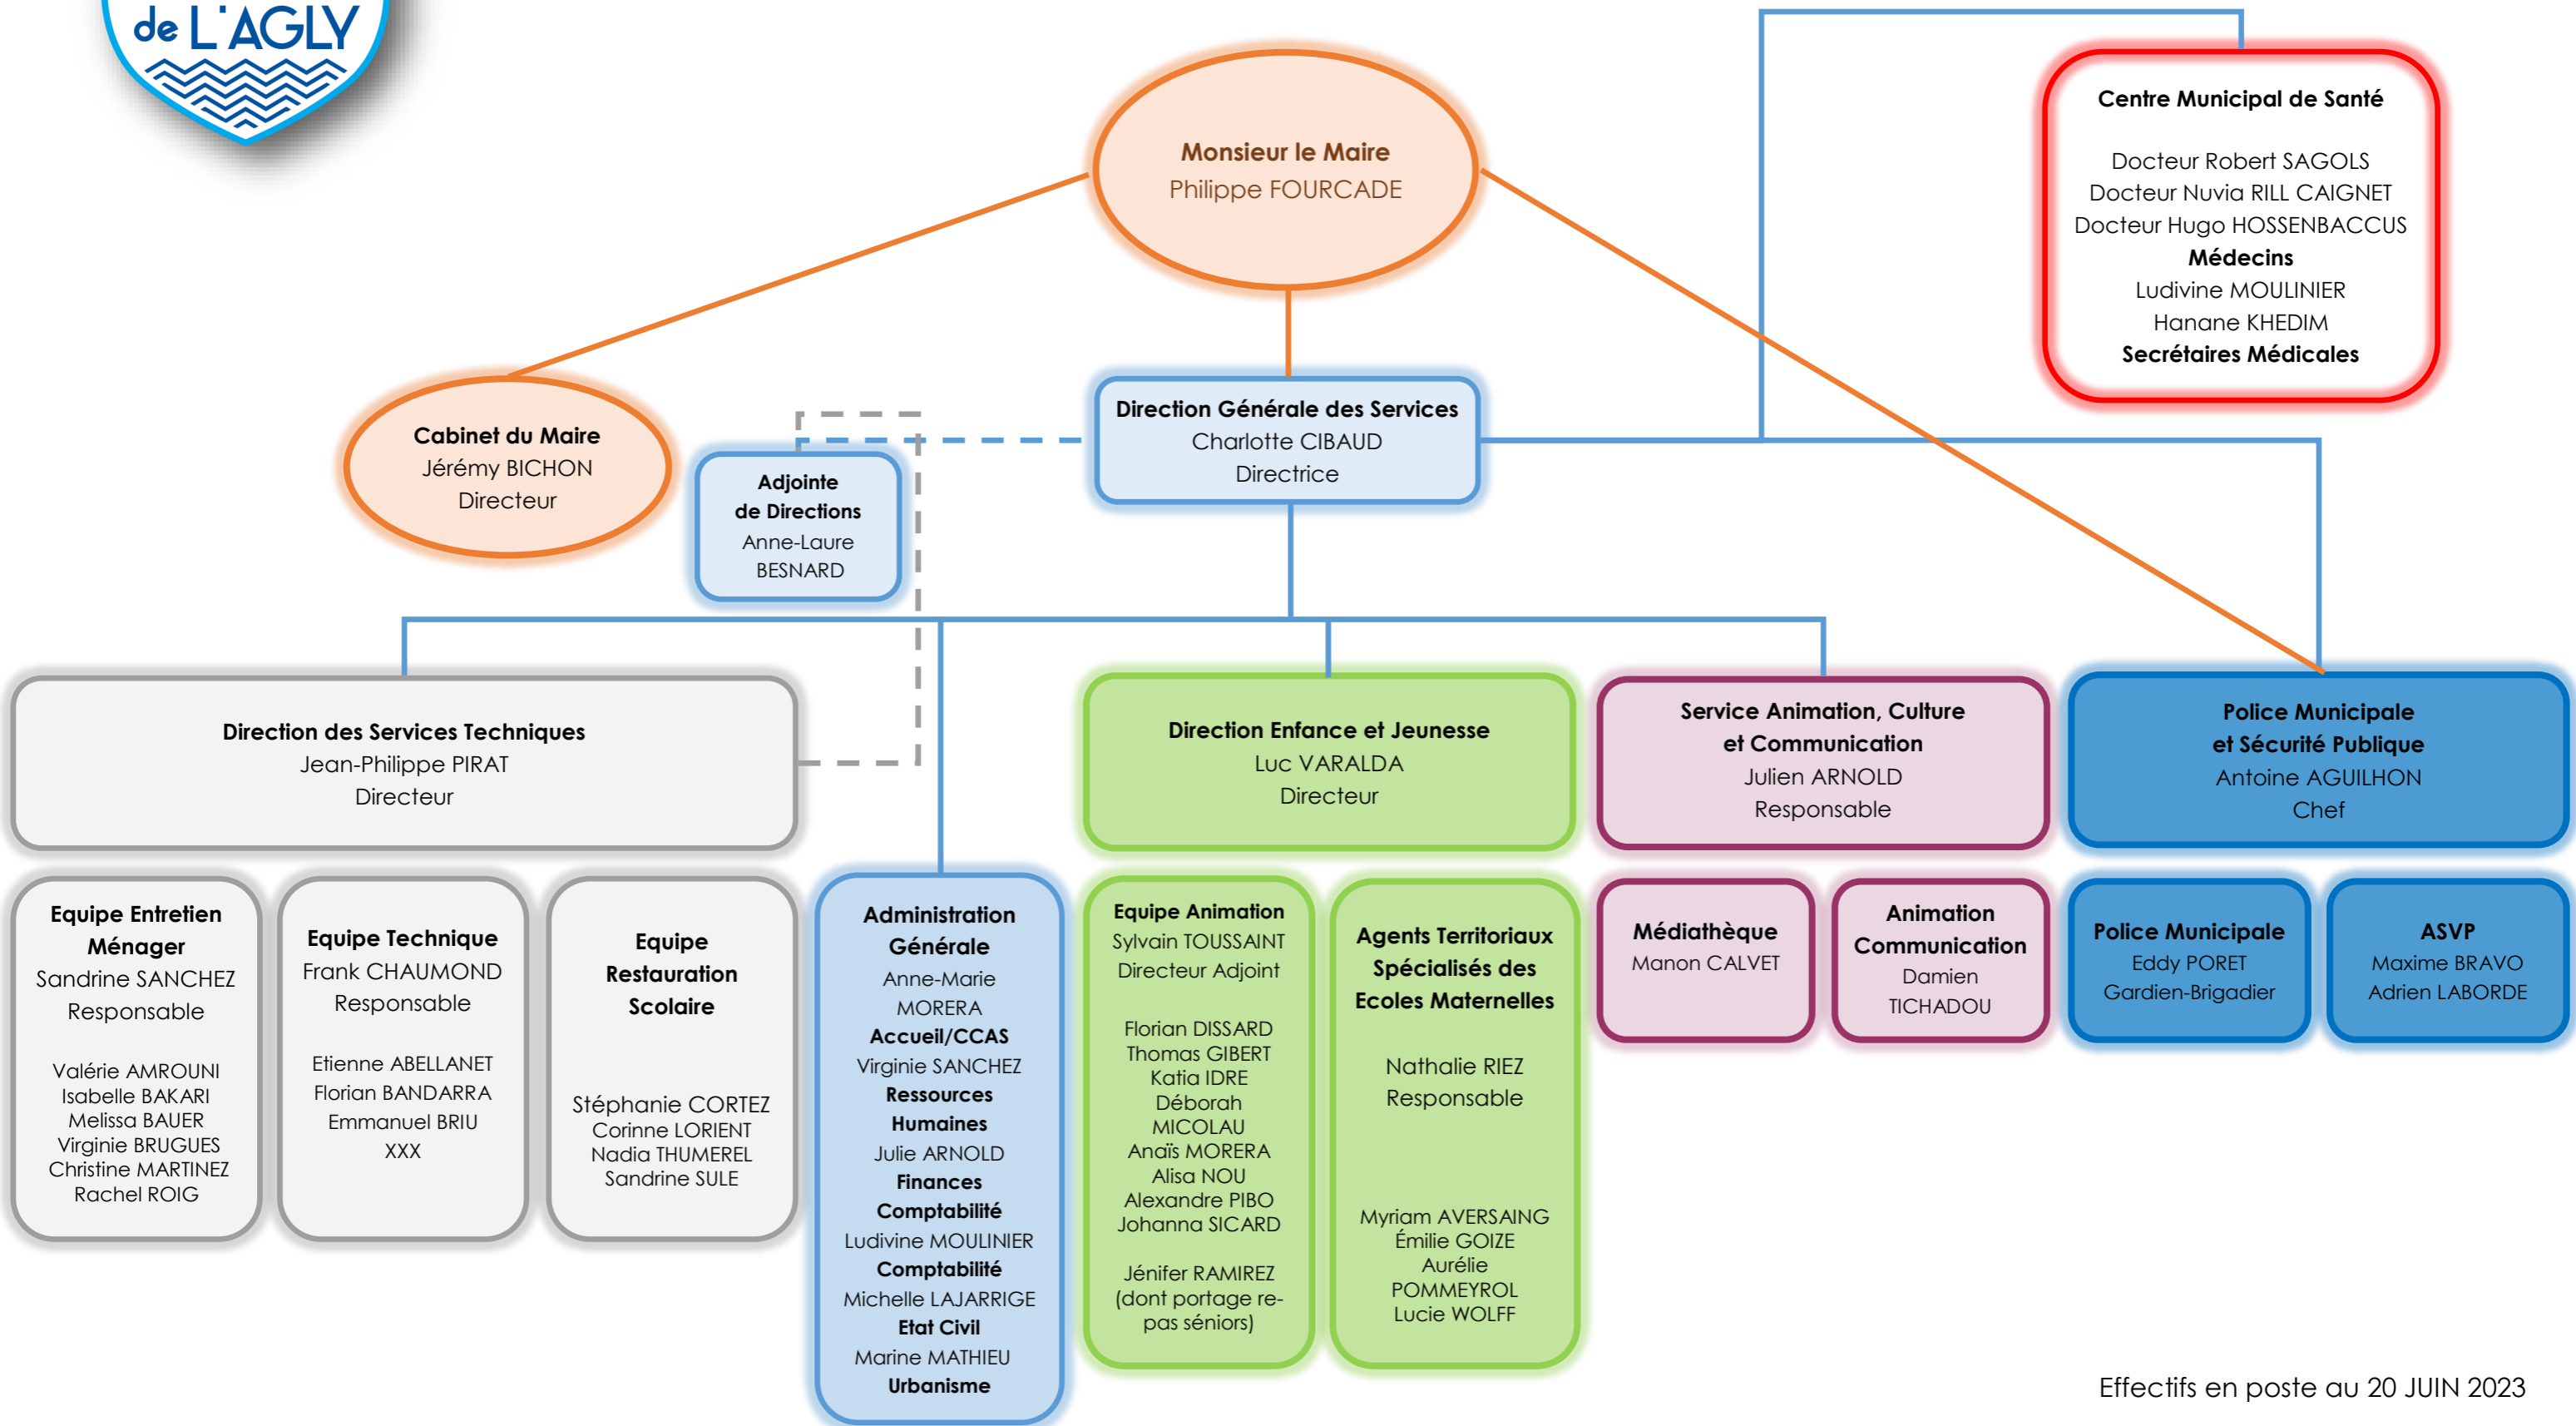 de L'AGLY
Centre Municipal de Santé
Docteur Robert SAGOLS
Docteur Nuvia RILL CAIGNET
Docteur Hugo HOSSENBACCUS
Médecins
Ludivine MOULINIER
Hanane KHEDIM
Secrétaires Médicales
Monsieur le Maire
Philippe FOURCADE
Cabinet du Maire
Jérémy BICHON
Directeur
Adjointe
de Directions
Anne-Laure
BESNARD
Direction Générale des Services
Charlotte CIBAUD
Directrice
Direction des Services Techniques
Jean-Philippe PIRAT
Directeur
Direction Enfance et Jeunesse
Luc VARALDA
Directeur
Service Animation, Culture
et Communication
Julien ARNOLD
Responsable
Police Municipale
et Sécurité Publique
Antoine AGUILHON
Chef
Equipe Entretien
Ménager
Sandrine SANCHEZ
Responsable
Valérie AMROUNI
Isabelle BAKARI
Melissa BAUER
Virginie BRUGUES
Christine MARTINEZ
Rachel ROIG
Equipe Technique
Frank CHAUMOND
Responsable
Etienne ABELLANET
Florian BANDARRA
Emmanuel BRIU
XXX
Equipe
Restauration
Scolaire
Stéphanie CORTEZ
Corinne LORIENT
Nadia THUMEREL
Sandrine SULE
Administration
Générale
Anne-Marie
MORERA
Accueil/CCAS
Virginie SANCHEZ
Ressources
Humaines
Julie ARNOLD
Finances
Comptabilité
Ludivine MOULINIER
Comptabilité
Michelle LAJARRIGE
Etat Civil
Marine MATHIEU
Urbanisme
Equipe Animation
Sylvain TOUSSAINT
Directeur Adjoint
Florian DISSARD
Thomas GIBERT
Katia IDRE
Déborah
MICOLAU
Anaïs MORERA
Alisa NOU
Alexandre PIBO
Johanna SICARD
Jénifer RAMIREZ
(dont portage re-
pas séniors)
Agents Territoriaux
Spécialisés des
Ecoles Maternelles
Nathalie RIEZ
Responsable
Myriam AVERSAING
Émilie GOIZE
Aurélie
POMMEYROL
Lucie WOLFF
Médiathèque
Manon CALVET
Animation
Communication
Damien
TICHADOU
Police Municipale
Eddy PORET
Gardien-Brigadier
ASVP
Maxime BRAVO
Adrien LABORDE
Effectifs en poste au 20 JUIN 2023